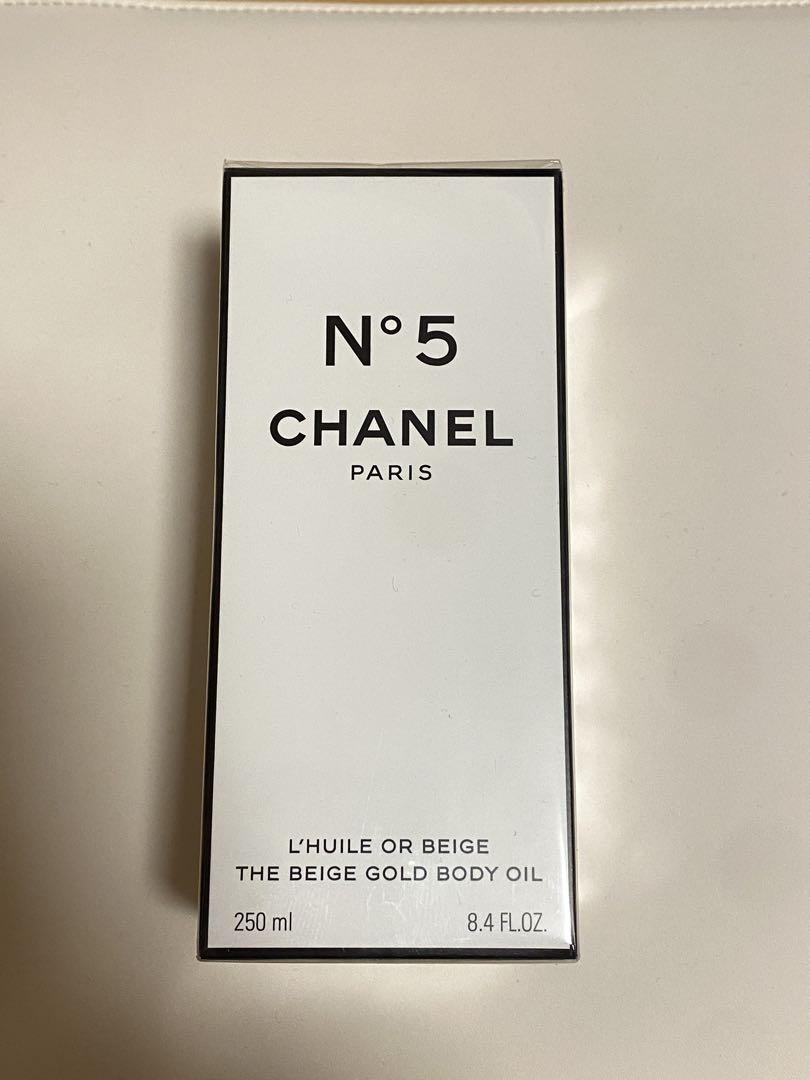 N°5
CHANEL
PARIS
L'HUILE OR BEIGE
THE BEIGE GOLD BODY OIL
250 ml 8.4 FL.OZ.